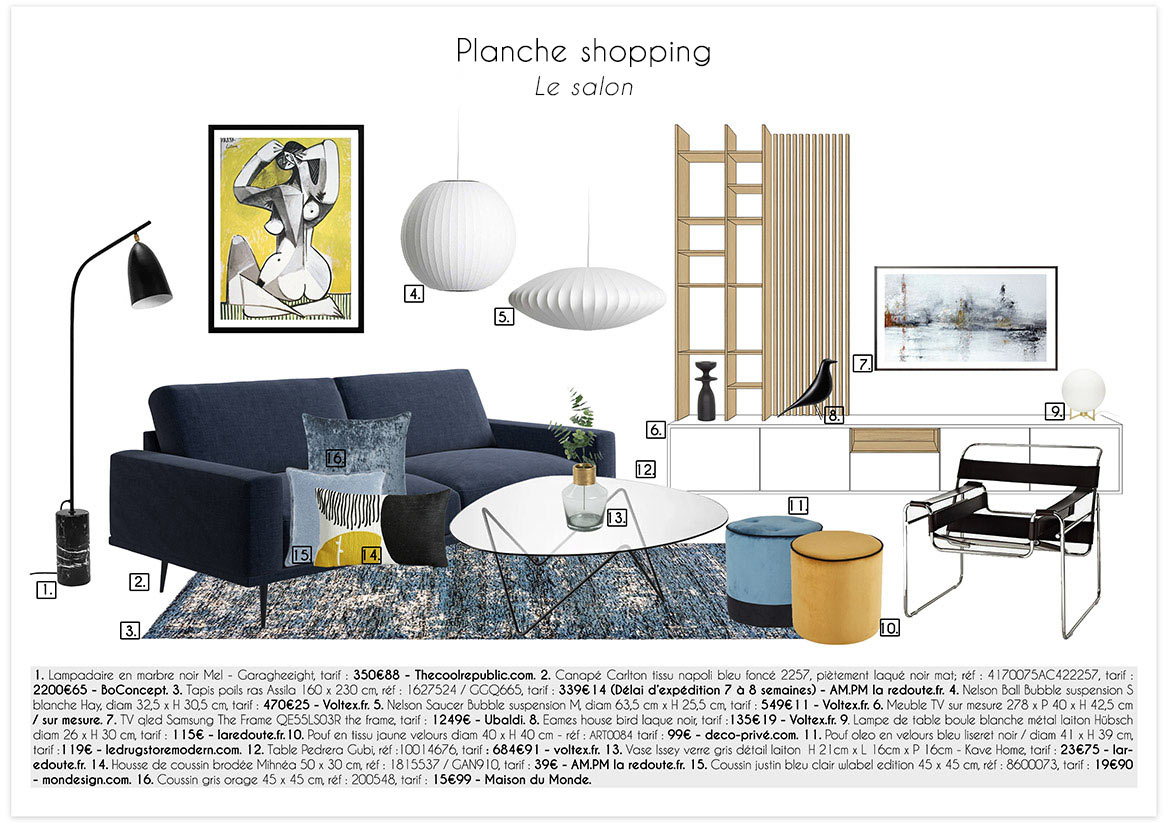 Planche shopping
Le salon
4.
5.
7.
8.
9.
6.
16.
12.
11.
13.
15.
14.
1.
2.
3.
10.
1. Lampadaire en marbre noir Mel - Garagheeight, tarif : 350€88 - Thecoolrepublic.com. 2. Canapé Carlton tissu napoli bleu foncé 2257, piètement laqué noir mat; réf : 4170075AC422257, tarif :
2200€65 - BoConcept. 3. Tapis poils ras Assila 160 x 230 cm, réf : 1627524 / GGQ665, tarif : 339€14 (Délai d'expédition 7 à 8 semaines) - AM.PM la redoute.fr. 4. Nelson Ball Bubble suspension S
blanche Hay, diam 32,5 x H 30,5 cm, tarif : 470€25 - Voltex.fr. 5. Nelson Saucer Bubble suspension M, diam 63,5 cm x H 25,5 cm, tarif : 549€11 - Voltex.fr. 6. Meuble TV sur mesure 278 x P 40 x H 42,5 cm
/ sur mesure. 7. TV qled Samsung The Frame QE55LS03R the frame, tarif : 1249€ - Ubaldi. 8. Eames house bird laque noir, tarif :135€19 - Voltex.fr. 9. Lampe de table boule blanche métal laiton Hübsch
diam 26 x H 30 cm, tarif : 115€ - laredoute.fr. 10. Pouf en tissu jaune velours diam 40 x H 40 cm - réf : ART0084 tarif : 99€ - deco-privé.com. 11. Pouf oleo en velours bleu liseret noir / diam 41 x H 39 cm,
tarif :119€ - ledrugstoremodern.com. 12. Table Pedrera Gubi, réf :10014676, tarif : 684€91 - voltex.fr. 13. Vase Issey verre gris détail laiton H 21cm x L 16cm x P 16cm - Kave Home, tarif : 23€75 - lar-
edoute.fr. 14. Housse de coussin brodée Mihnéa 50 x 30 cm, réf : 1815537 / GAN910, tarif : 39€ - AM.PM la redoute.fr. 15. Coussin justin bleu clair wlabel edition 45 x 45 cm, réf : 8600073, tarif : 19€90
- mondesign.com. 16. Coussin gris orage 45 x 45 cm, réf : 200548, tarif : 15€99 - Maison du Monde.